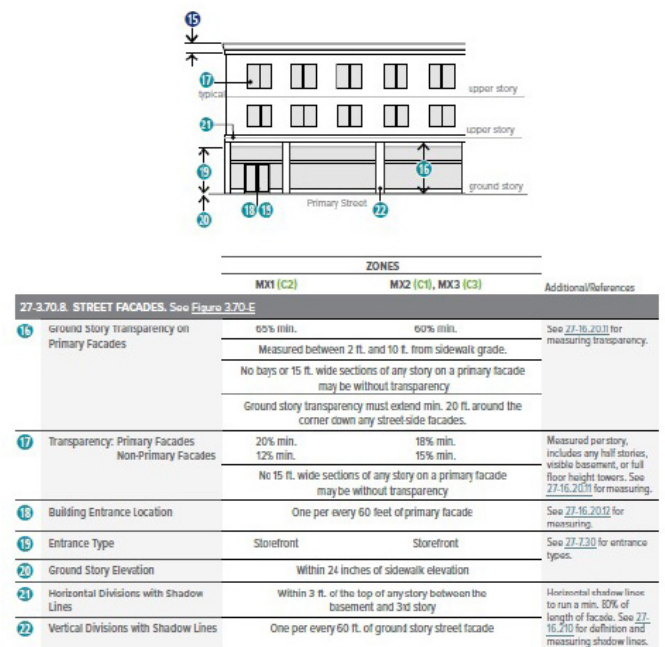 15
17
typical
upper story
21
upper story
19
16
ground story
20
18 19
Primary Street
22
ZONES
MX1 (C2)
MX2 (C1), MX3 (C3)
Additional/References
27-3.70.8. STREET FACADES. See Figure 3.70-E
16
Ground Story Transparency on
Primary Facades
65% min.
60% min.
Measured between 2 ft. and 10 ft. from sidewalk grade.
No bays or 15 ft. wide sections of any story on a primary facade
may be without transparency
Ground story transparency must extend min. 20 ft. around the
corner down any street-side facades.
See 27-16.20.11 for
measuring transparency.
17
Transparency: Primary Facades
Non-Primary Facades
20% min.
18% min.
12% min.
15% min.
No 15 ft. wide sections of any story on a primary facade
may be without transparency
Measured per story,
includes any half stories,
visible basement, or full
floor height towers. See
27-16.20.11 for measuring.
18
Building Entrance Location
One per every 60 feet of primary facade
See 27-16.20.12 for
measuring.
19
Entrance Type
Storefront
Storefront
See 27-7.30 for entrance
types.
20
Ground Story Elevation
Within 24 inches of sidewalk elevation
21
Horizontal Divisions with Shadow
Lines
Within 3 ft. of the top of any story between the
basement and 3rd story
Horizontal shadow lines
to run a min. 80% of
length of facade. See 27-
16.210 for definition and
measuring shadow lines.
22
Vertical Divisions with Shadow Lines
One per every 60 ft. of ground story street facade